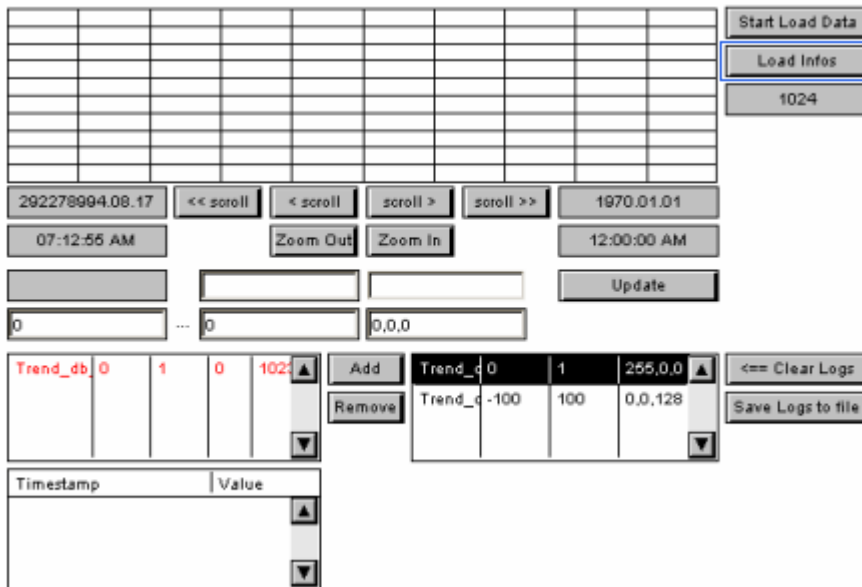 Start Load Data
Load Infos
1024
292278994.08.17 << scroll < scroll scroll > scroll >> 1970.01.01
07:12:55 AM Zoom Out Zoom In 12:00:00 AM
Update
0 ... 0 0,0,0
Trend_db_ 0 1 0 Add Trend_d 0 1 255,0,0 <== Clear Logs
Remove Trend_d -100 100 0,0,128 Save Logs to file
Timestamp Value